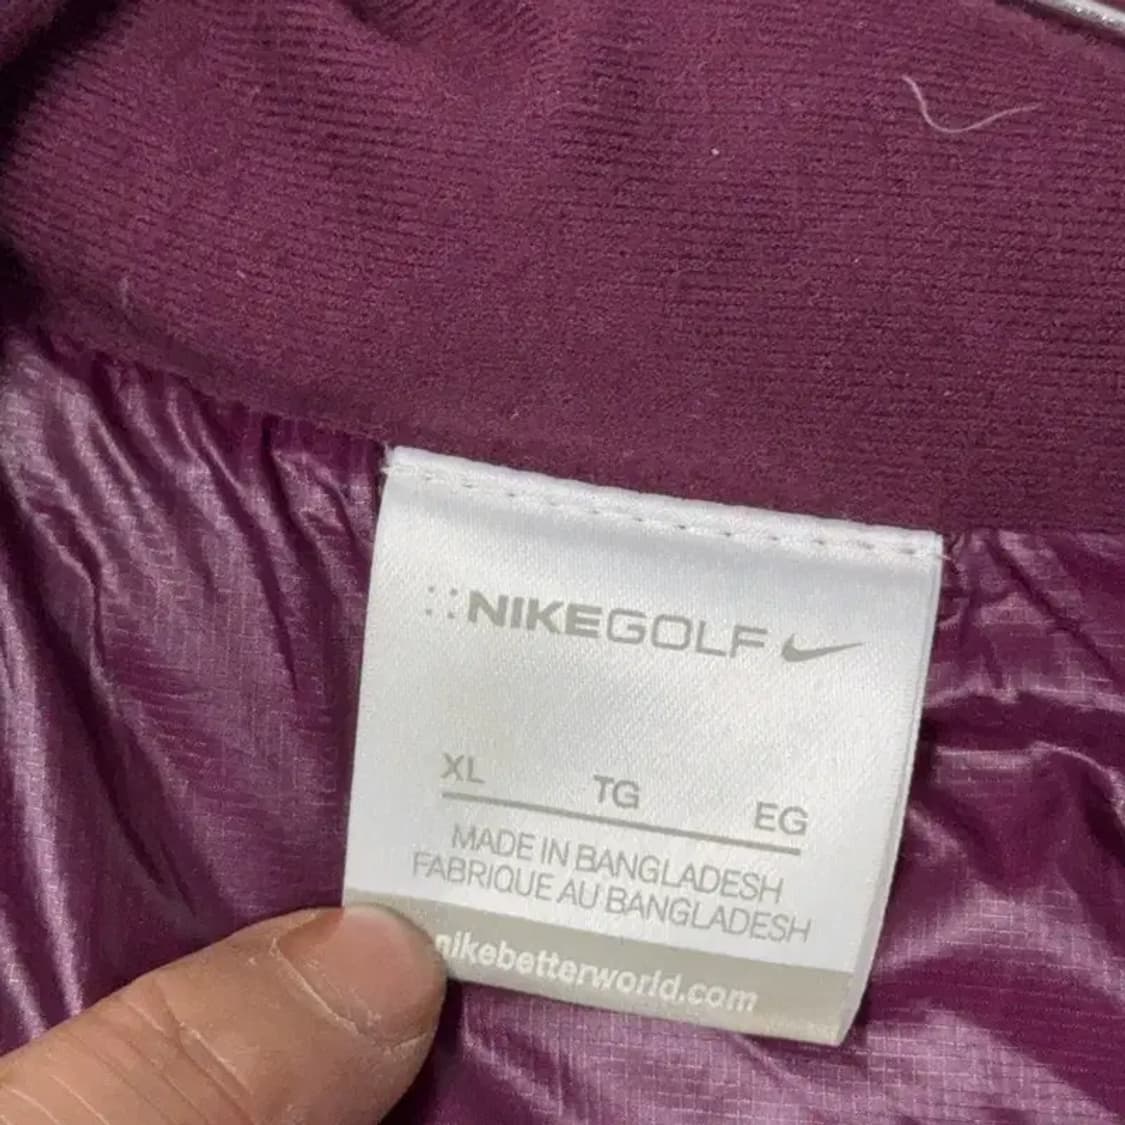 NIKEGOLF
XL TG EG
MADE IN BANGLADESH
FABRIQUE AU BANGLADESH
nikebetterworld.com